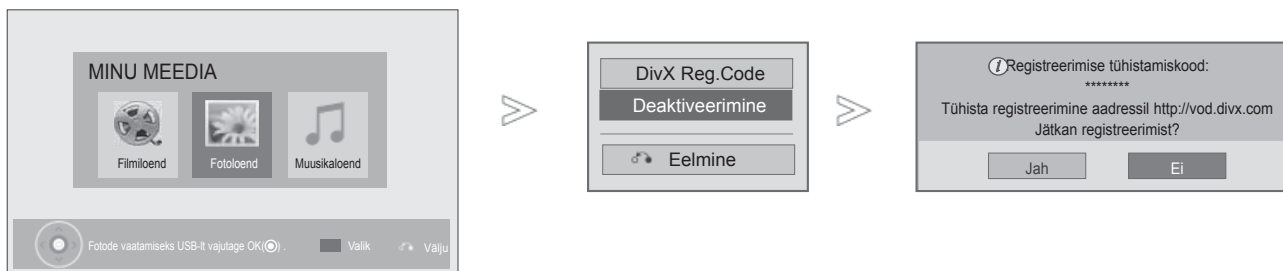 MINU MEEDIA
Filmiloend
Fotoloend
Muusikaloend
Fotode vaatamiseks USB-lt vajutage OK(◉) .
Valik
Välju
DivX Reg.Code
Deaktiveerimine
Eelmine
Registreerimise tühistamiskood:
********
Tühista registreerimine aadressil http://vod.divx.com
Jätkan registreerimist?
Jah
Ei